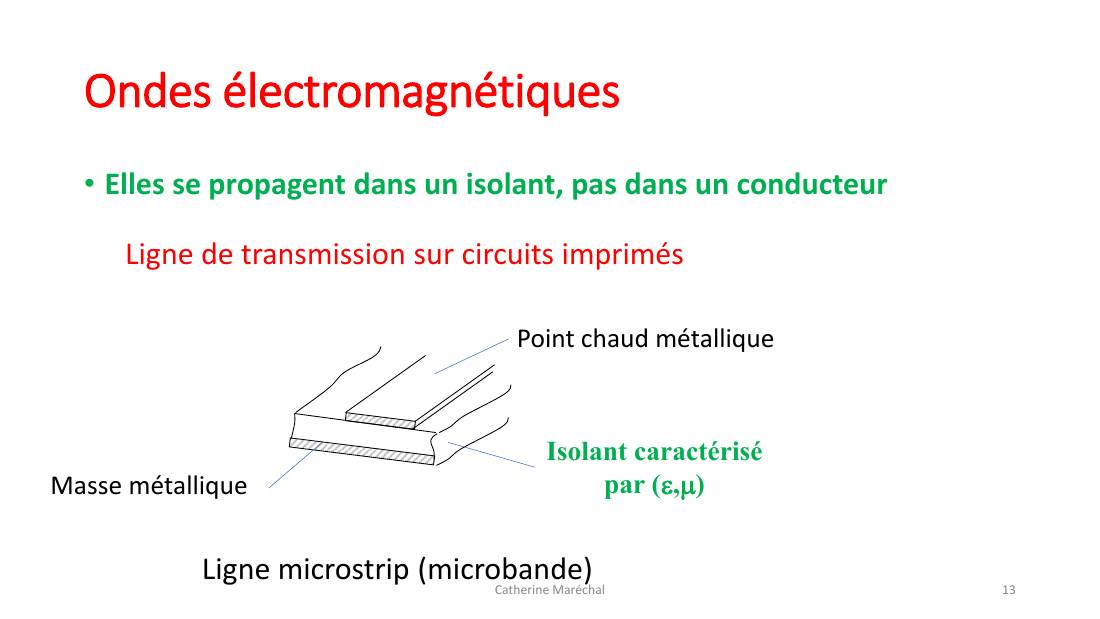 Ondes électromagnétiques
• Elles se propagent dans un isolant, pas dans un conducteur
Ligne de transmission sur circuits imprimés
Point chaud métallique
Isolant caractérisé
par (ε,μ)
Masse métallique
Ligne microstrip (microbande)
Catherine Maréchal
13